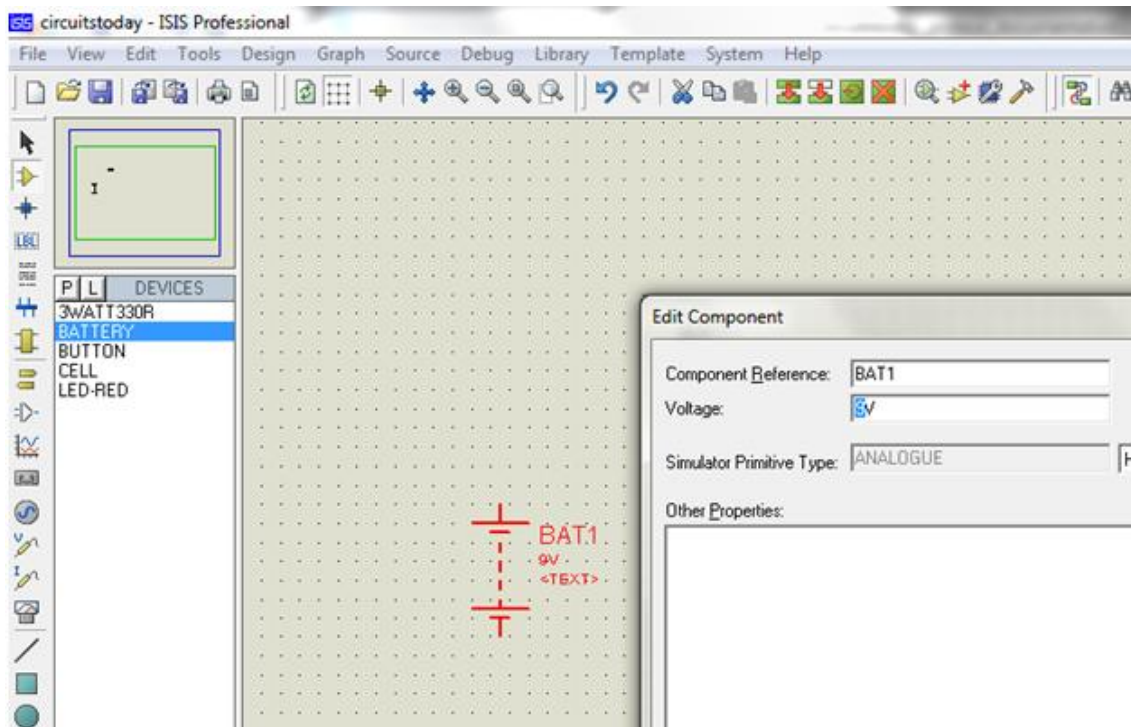 ISIS circuitstoday - ISIS Professional
File View Edit Tools Design Graph Source Debug Library Template System Help
LBL
P L DEVICES
3WATT330R
BATTERY
BUTTON
CELL
LED-RED
Edit Component
Component Reference: BAT1
Voltage: 9V
Simulator Primitive Type: ANALOGUE
Other Properties:
BAT1
9V
<TEXT>